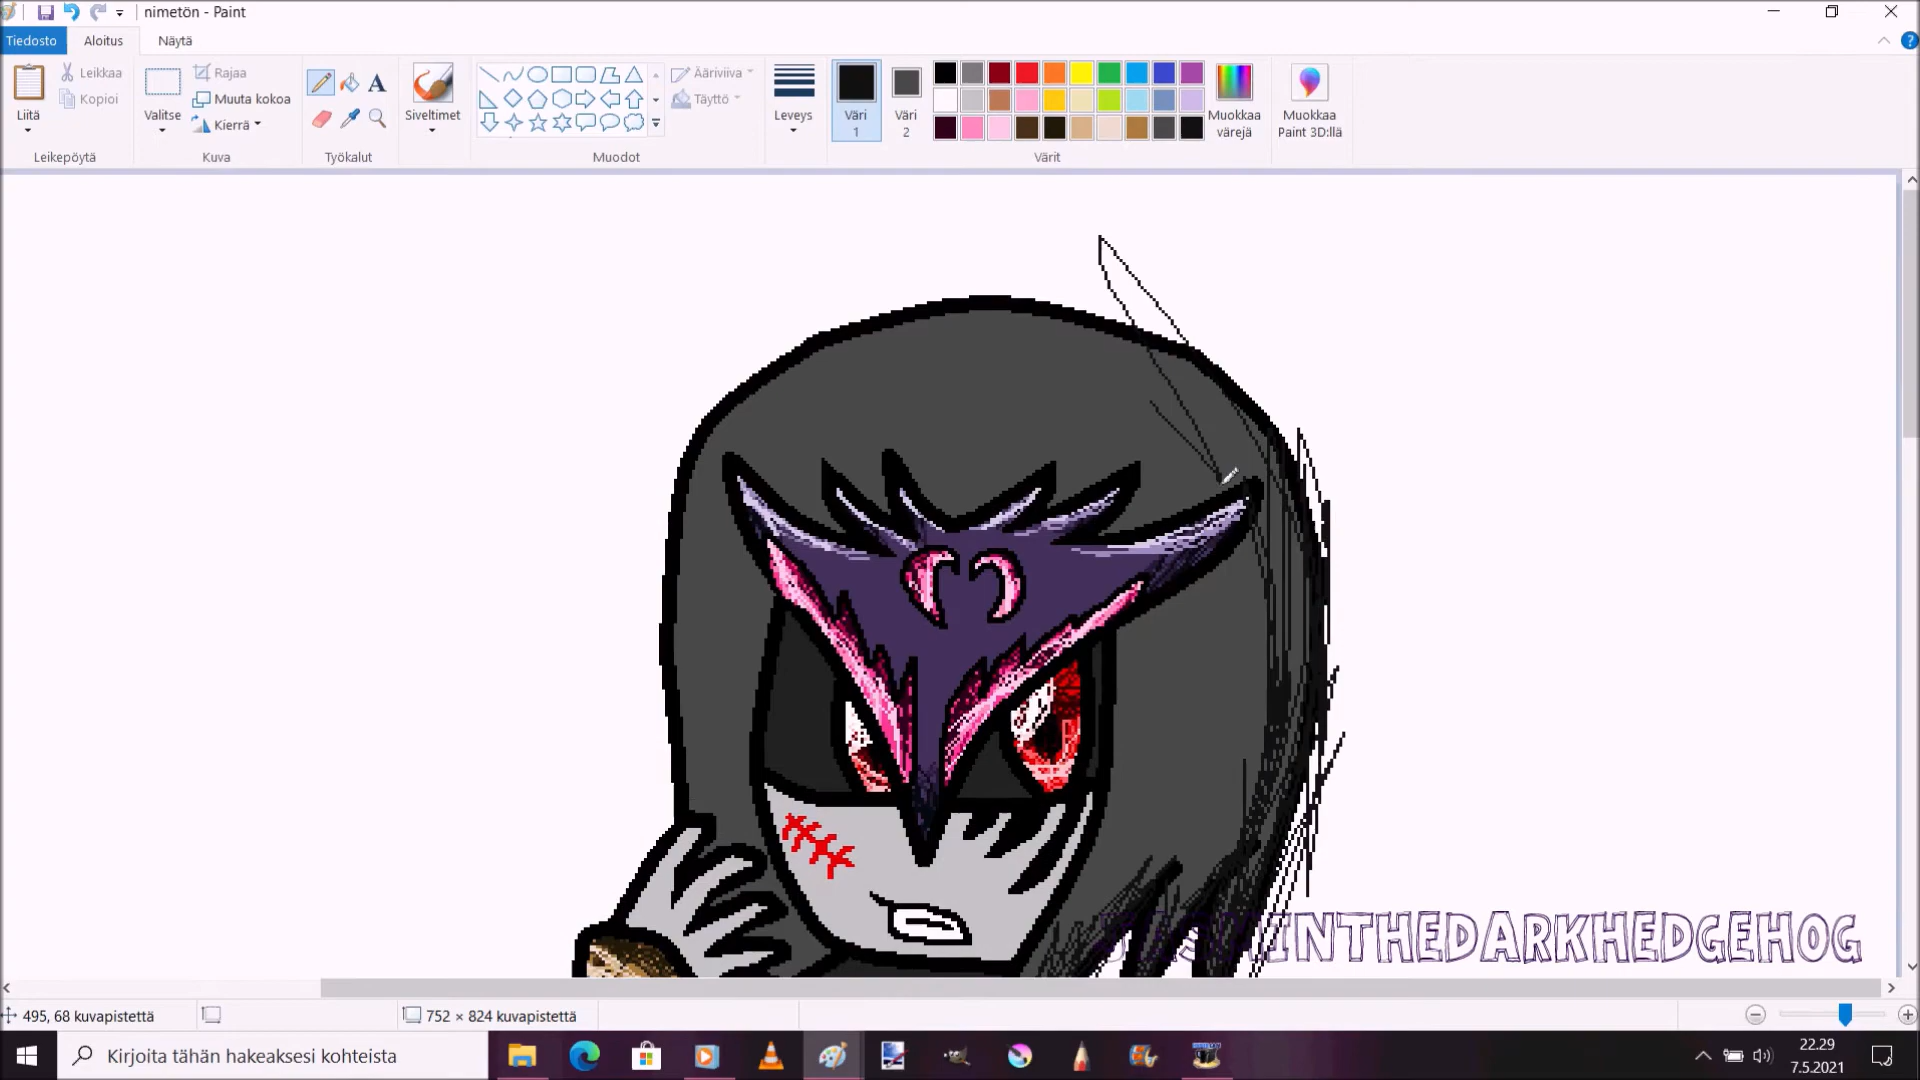 nimetön - Paint
Tiedosto Aloitus Näytä
Liitä Leikkaa Kopioi Leikepöytä
Valitse Rajaa Muuta kokoa Kierrä Kuva
Työkalut
Siveltimet
Ääriviiva Täyttö Muodot
Leveys
Väri 1
Väri 2
Värit
Muokkaa värejä
Muokkaa Paint 3D:llä
INTHEDARKHEDGEHOG
495, 68 kuvapistettä 752 × 824 kuvapistettä
Kirjoita tähän hakeaksesi kohteista
22.29
7.5.2021